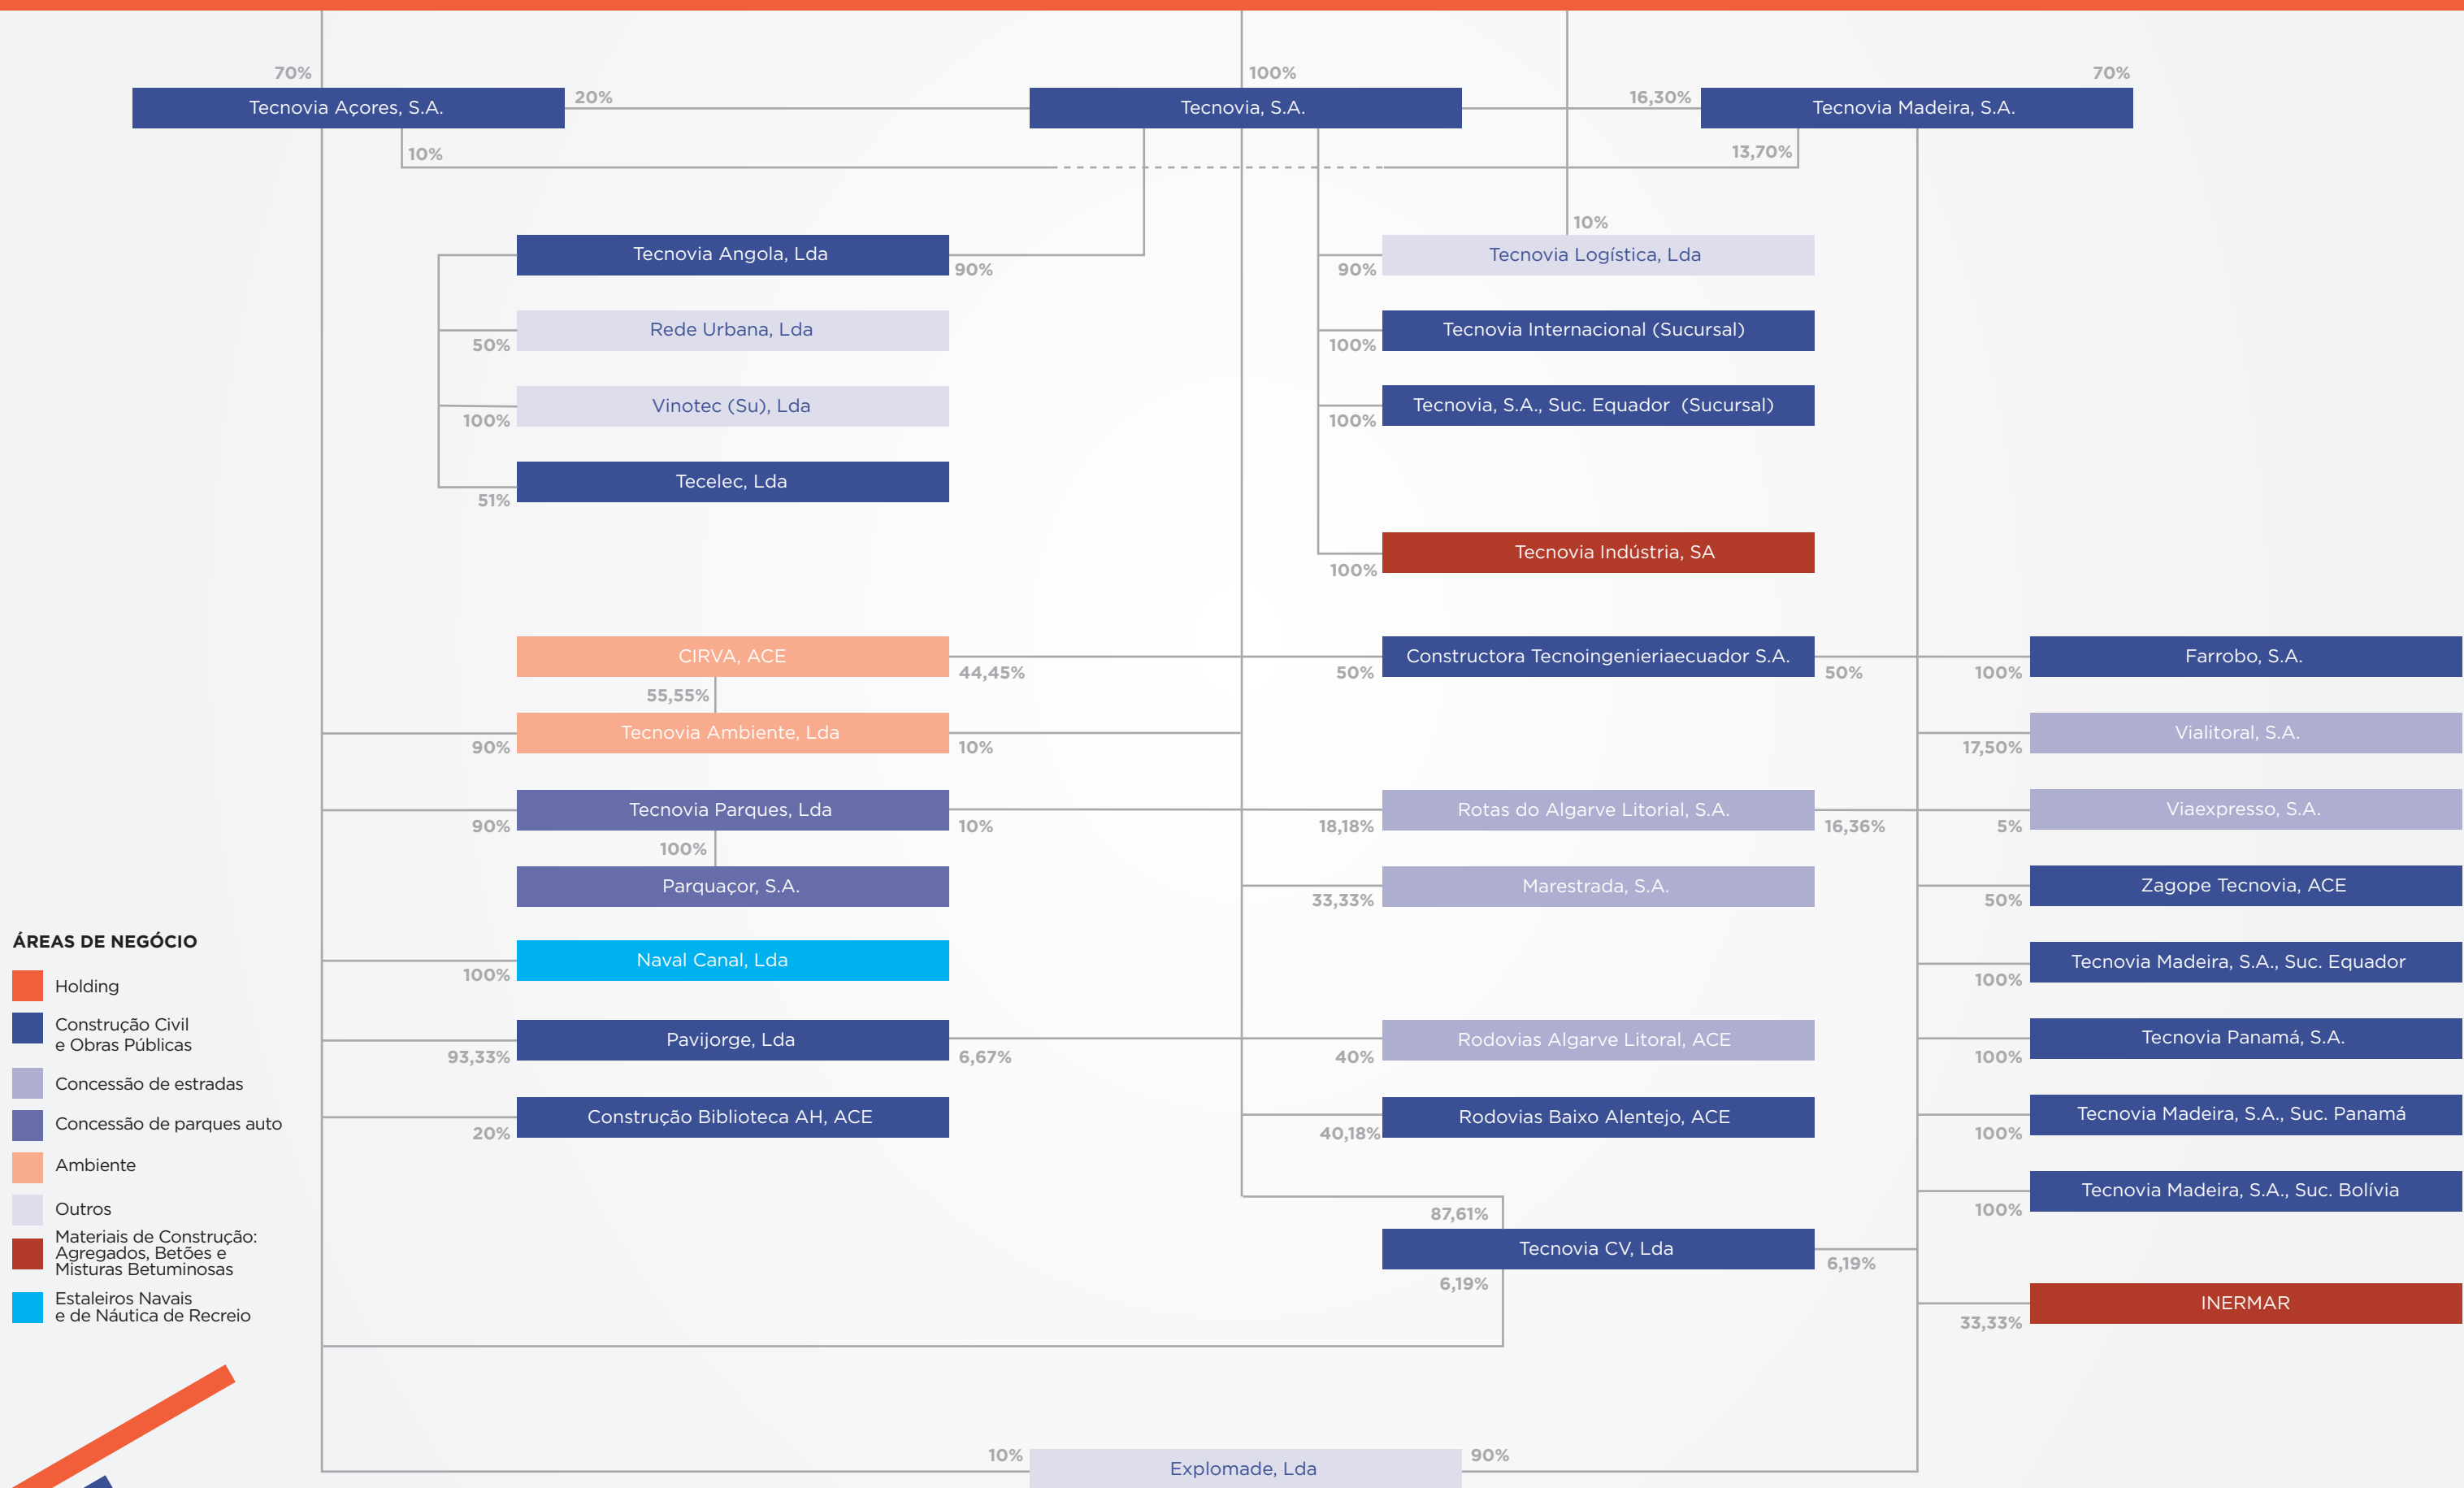 70%
100%
70%
Tecnovia Açores, S.A.
20%
Tecnovia, S.A.
16,30%
Tecnovia Madeira, S.A.
10%
13,70%
10%
Tecnovia Angola, Lda
90%
90%
Tecnovia Logística, Lda
Rede Urbana, Lda
50%
Tecnovia Internacional (Sucursal)
100%
Vinotec (Su), Lda
100%
Tecnovia, S.A., Suc. Equador (Sucursal)
100%
Tecelec, Lda
51%
Tecnovia Indústria, SA
100%
CIRVA, ACE
44,45%
50%
Constructora Tecnoingenieriaecuador S.A.
50%
100%
Farrobo, S.A.
55,55%
90%
Tecnovia Ambiente, Lda
10%
17,50%
Vialitoral, S.A.
90%
Tecnovia Parques, Lda
10%
18,18%
Rotas do Algarve Litorial, S.A.
16,36%
5%
Viaexpresso, S.A.
100%
Parquaçor, S.A.
33,33%
Marestrada, S.A.
50%
Zagope Tecnovia, ACE
100%
Naval Canal, Lda
100%
Tecnovia Madeira, S.A., Suc. Equador
93,33%
Pavijorge, Lda
6,67%
40%
Rodovias Algarve Litoral, ACE
100%
Tecnovia Panamá, S.A.
20%
Construção Biblioteca AH, ACE
40,18%
Rodovias Baixo Alentejo, ACE
100%
Tecnovia Madeira, S.A., Suc. Panamá
100%
Tecnovia Madeira, S.A., Suc. Bolívia
87,61%
Tecnovia CV, Lda
6,19%
6,19%
33,33%
INERMAR
10%
Explomade, Lda
90%
ÁREAS DE NEGÓCIO
Holding
Construção Civil
e Obras Públicas
Concessão de estradas
Concessão de parques auto
Ambiente
Outros
Materiais de Construção:
Agregados, Betões e
Misturas Betuminosas
Estaleiros Navais
e de Náutica de Recreio